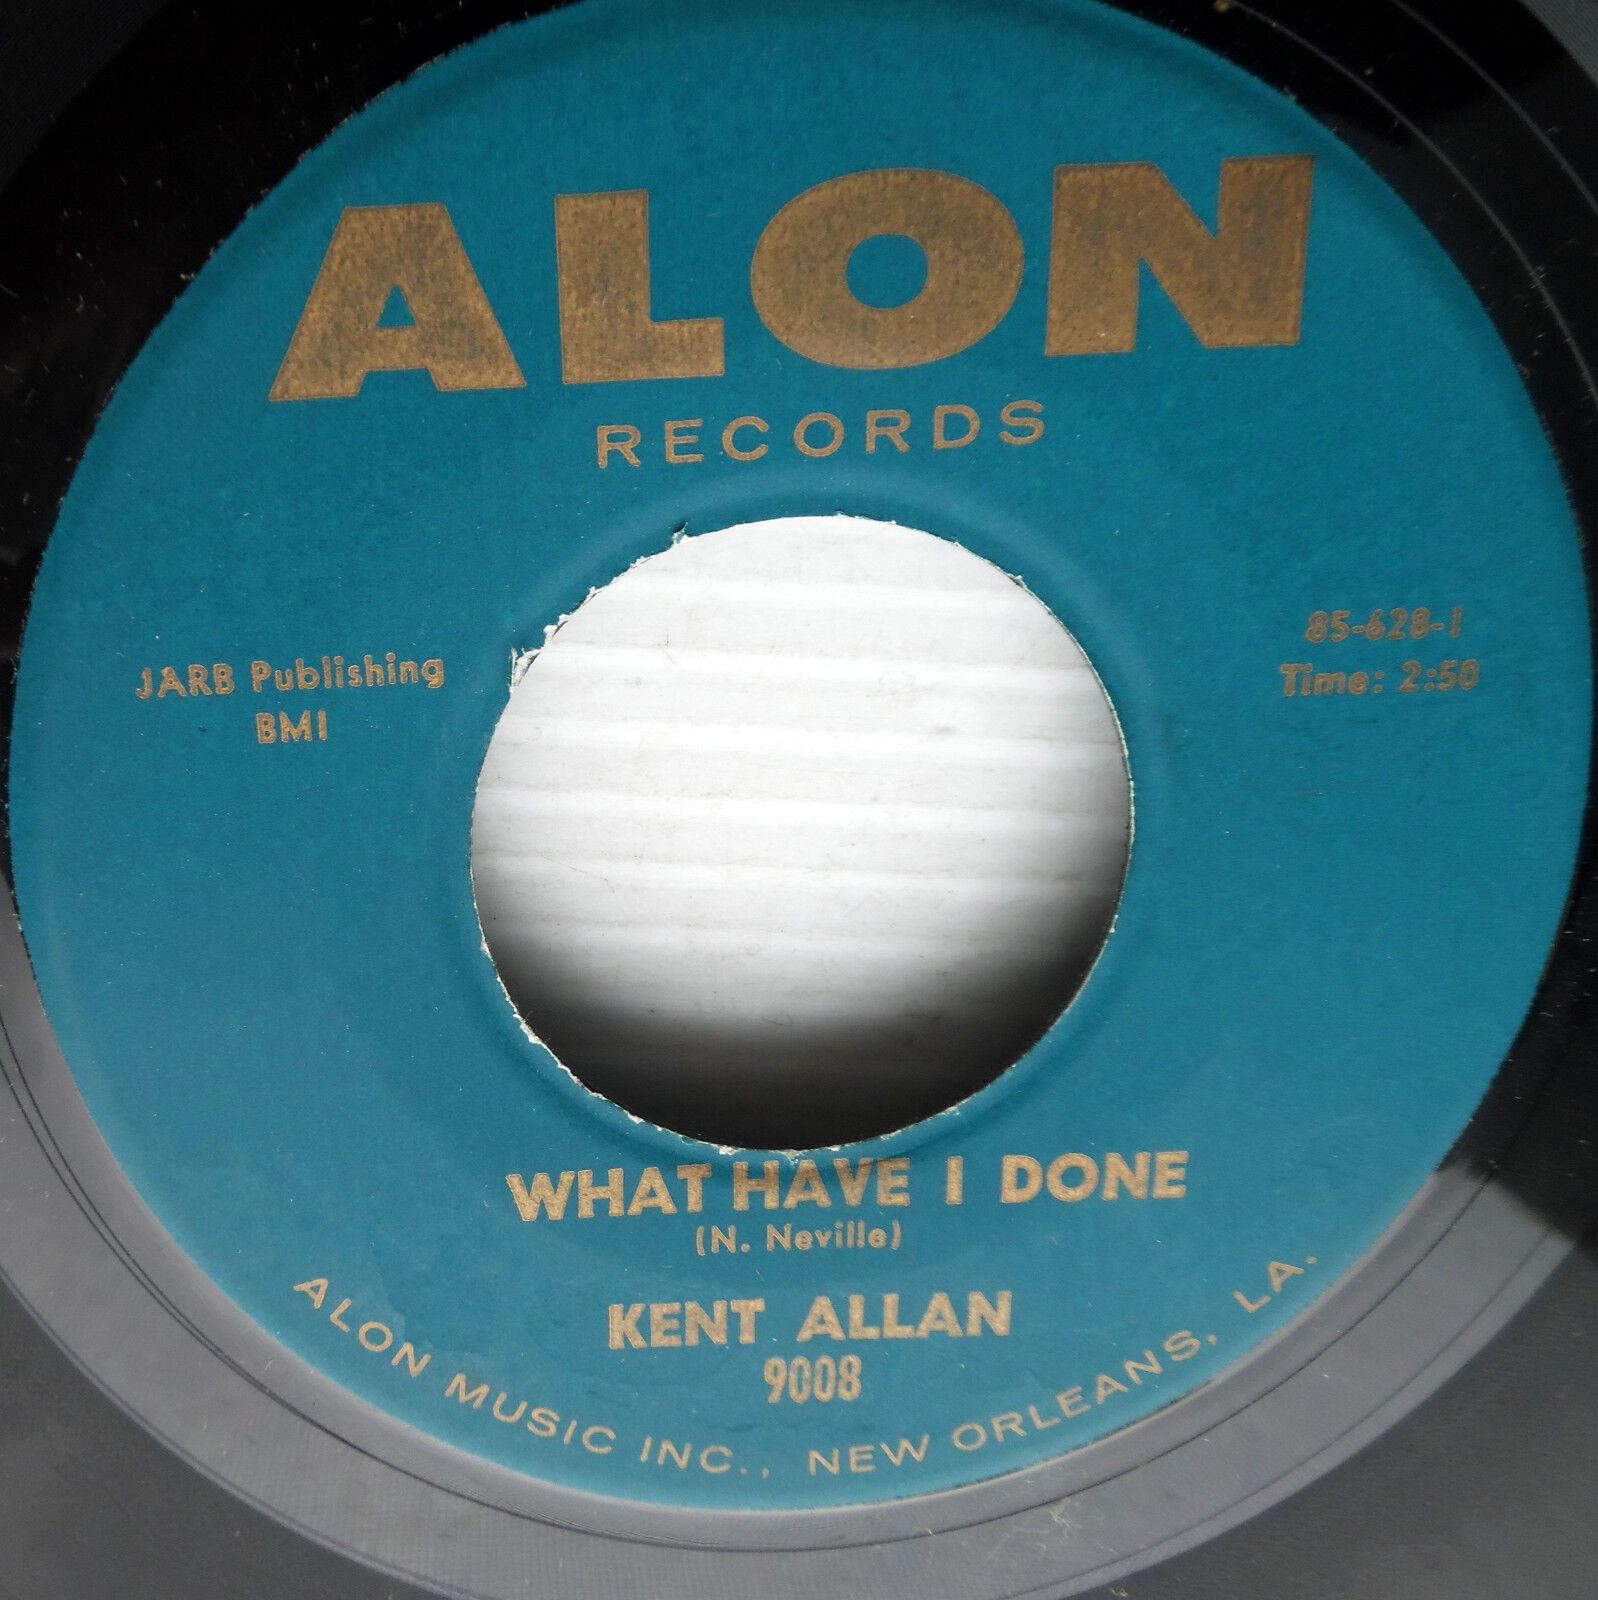 ALON
RECORDS
JARB Publishing
BMI
85-628-1
Time: 2:50
WHAT HAVE I DONE
(N. Neville)
KENT ALLAN
9008
ALON MUSIC INC., NEW ORLEANS, LA.